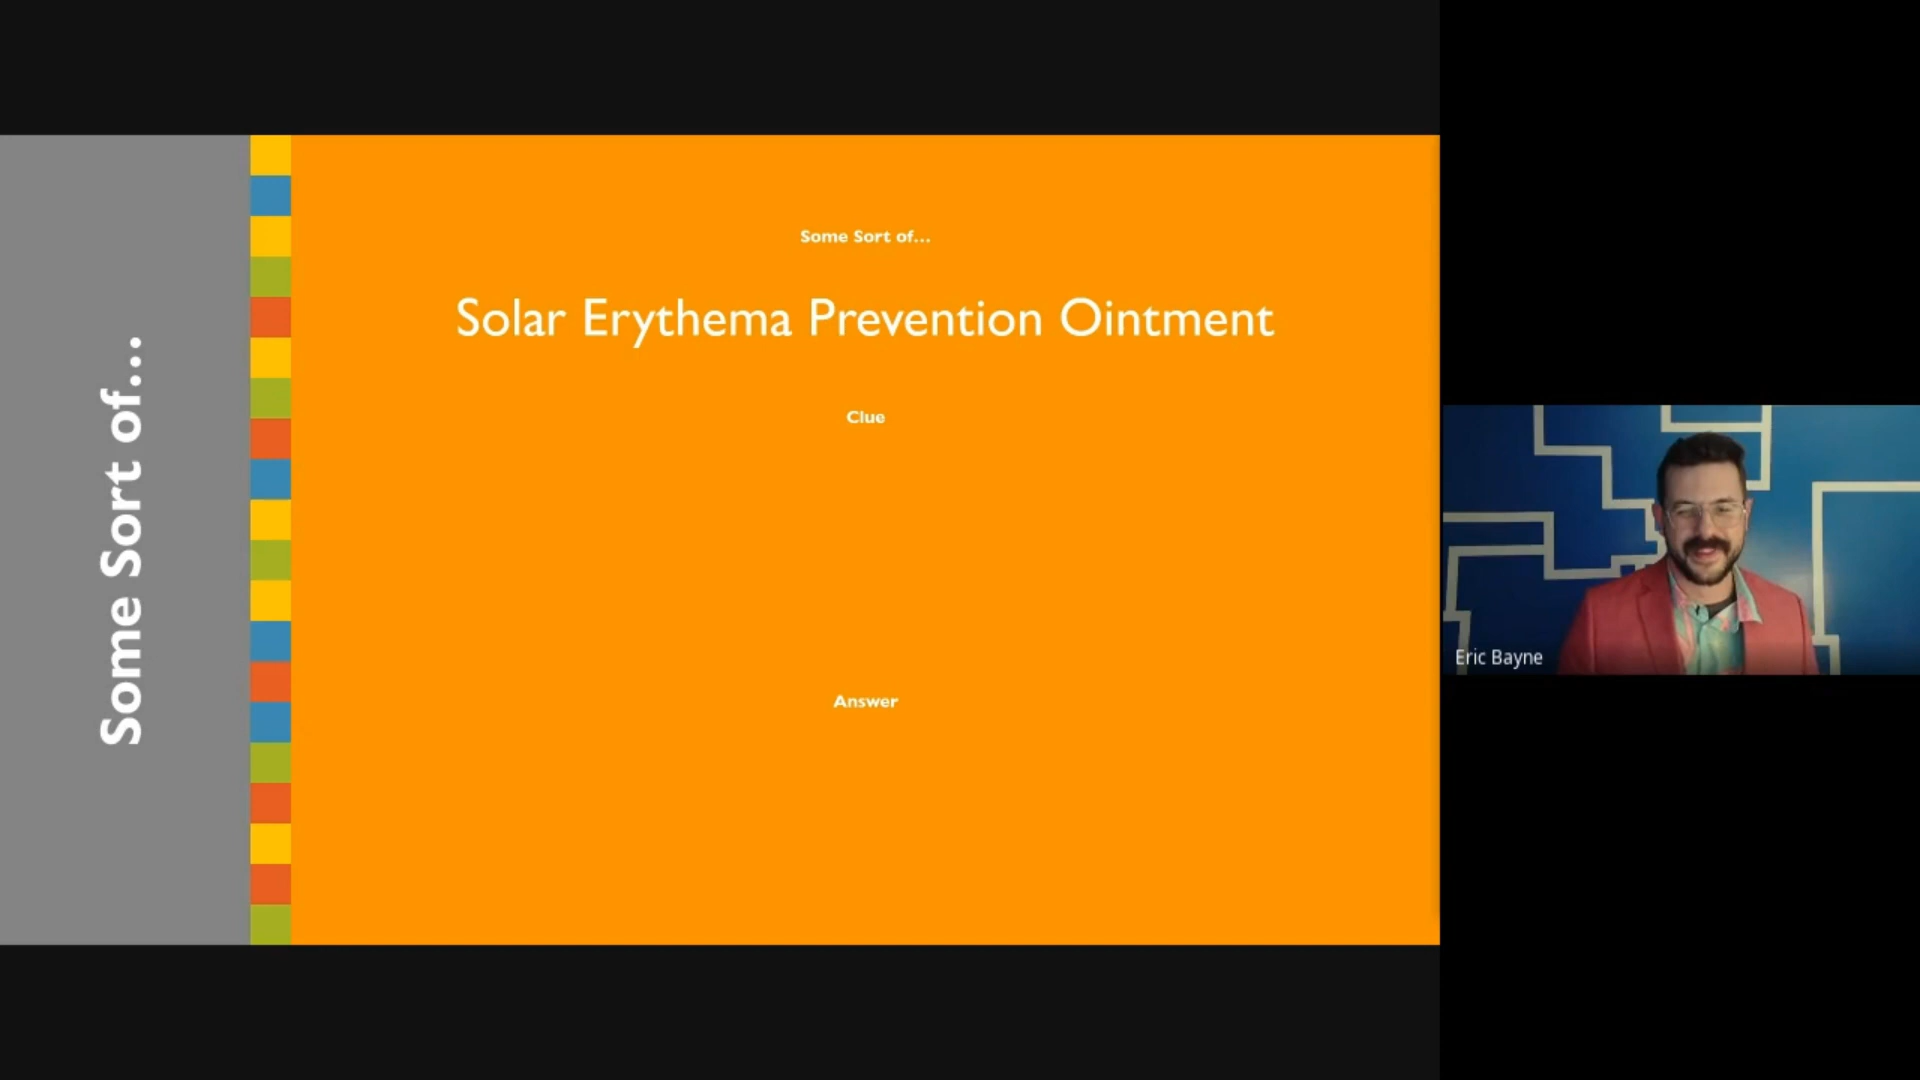 Some Sort of...
Some Sort of...
Solar Erythema Prevention Ointment
Clue
Answer
Eric Bayne